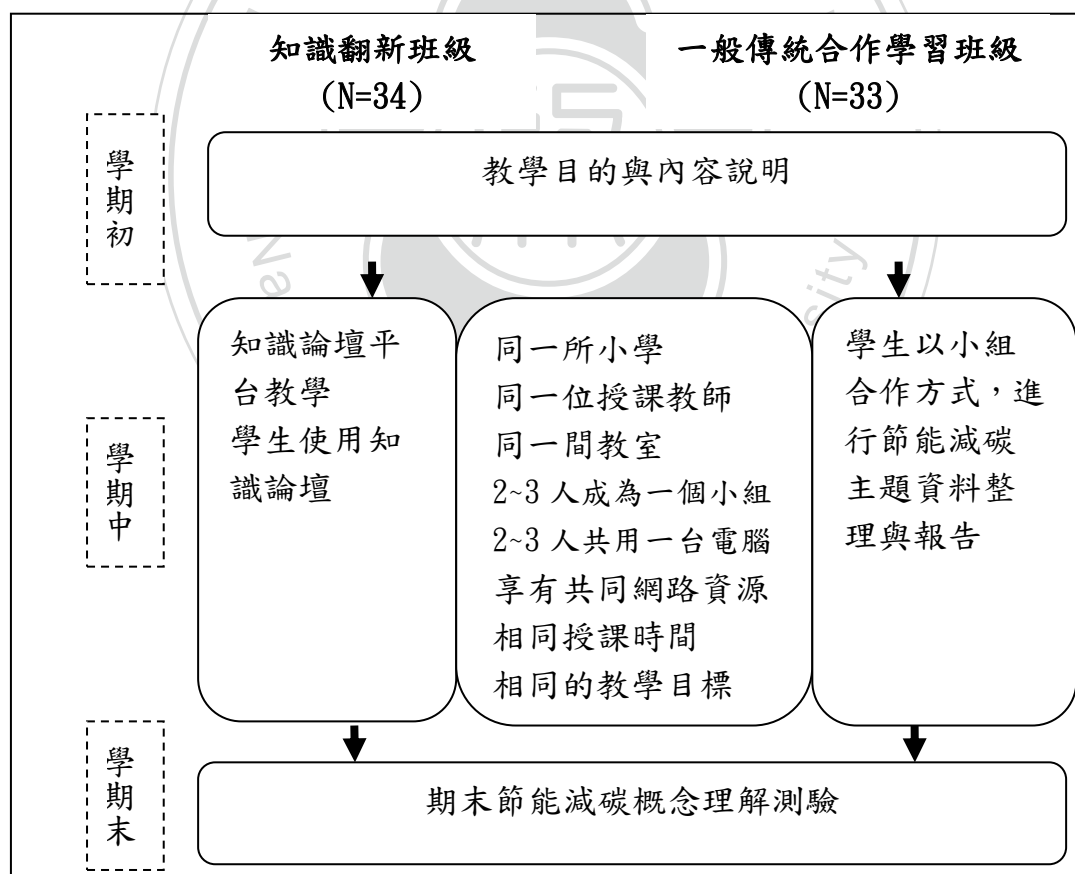 知識翻新班級
(N=34)
一般傳統合作學習班級
(N=33)
學期初
教學目的與內容說明
學期中
知識論壇平
台教學
學生使用知
識論壇
同一所小學
同一位授課教師
同一間教室
2~3 人成為一個小組
2~3 人共用一台電腦
享有共同網路資源
相同授課時間
相同的教學目標
學生以小組
合作方式，進
行節能減碳
主題資料整
理與報告
學期末
期末節能減碳概念理解測驗